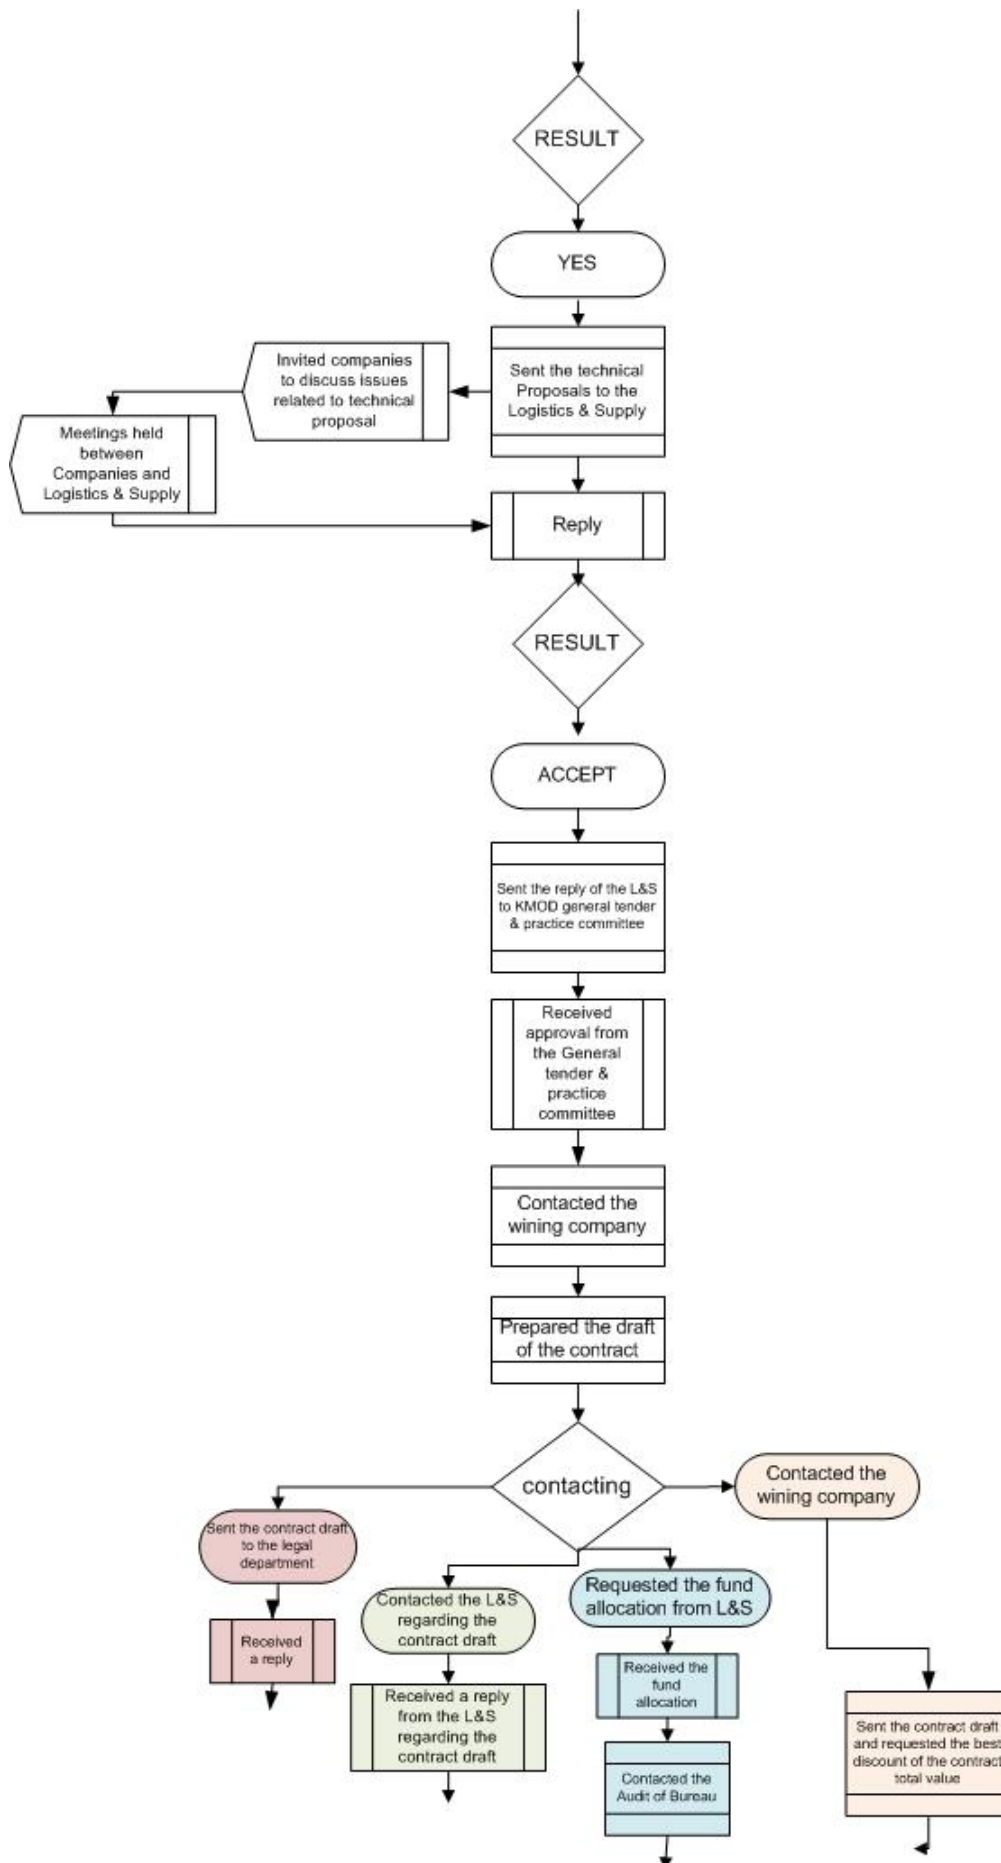 RESULT
YES
Sent the technical
Proposals to the
Logistics & Supply
Invited companies
to discuss issues
related to technical
proposal
Meetings held
between
Companies and
Logistics & Supply
Reply
RESULT
ACCEPT
Sent the reply of the L&S
to KMOD general tender
& practice committee
Received
approval from
the General
tender &
practice
committee
Contacted the
wining company
Prepared the draft
of the contract
contacting
Contacted the
wining company
Sent the contract draft
to the legal
department
Received
a reply
Contacted the L&S
regarding the
contract draft
Received a reply
from the L&S
regarding the
contract draft
Requested the fund
allocation from L&S
Received the
fund
allocation
Contacted the
Audit of Bureau
Sent the contract draft
and requested the best
discount of the contract
total value